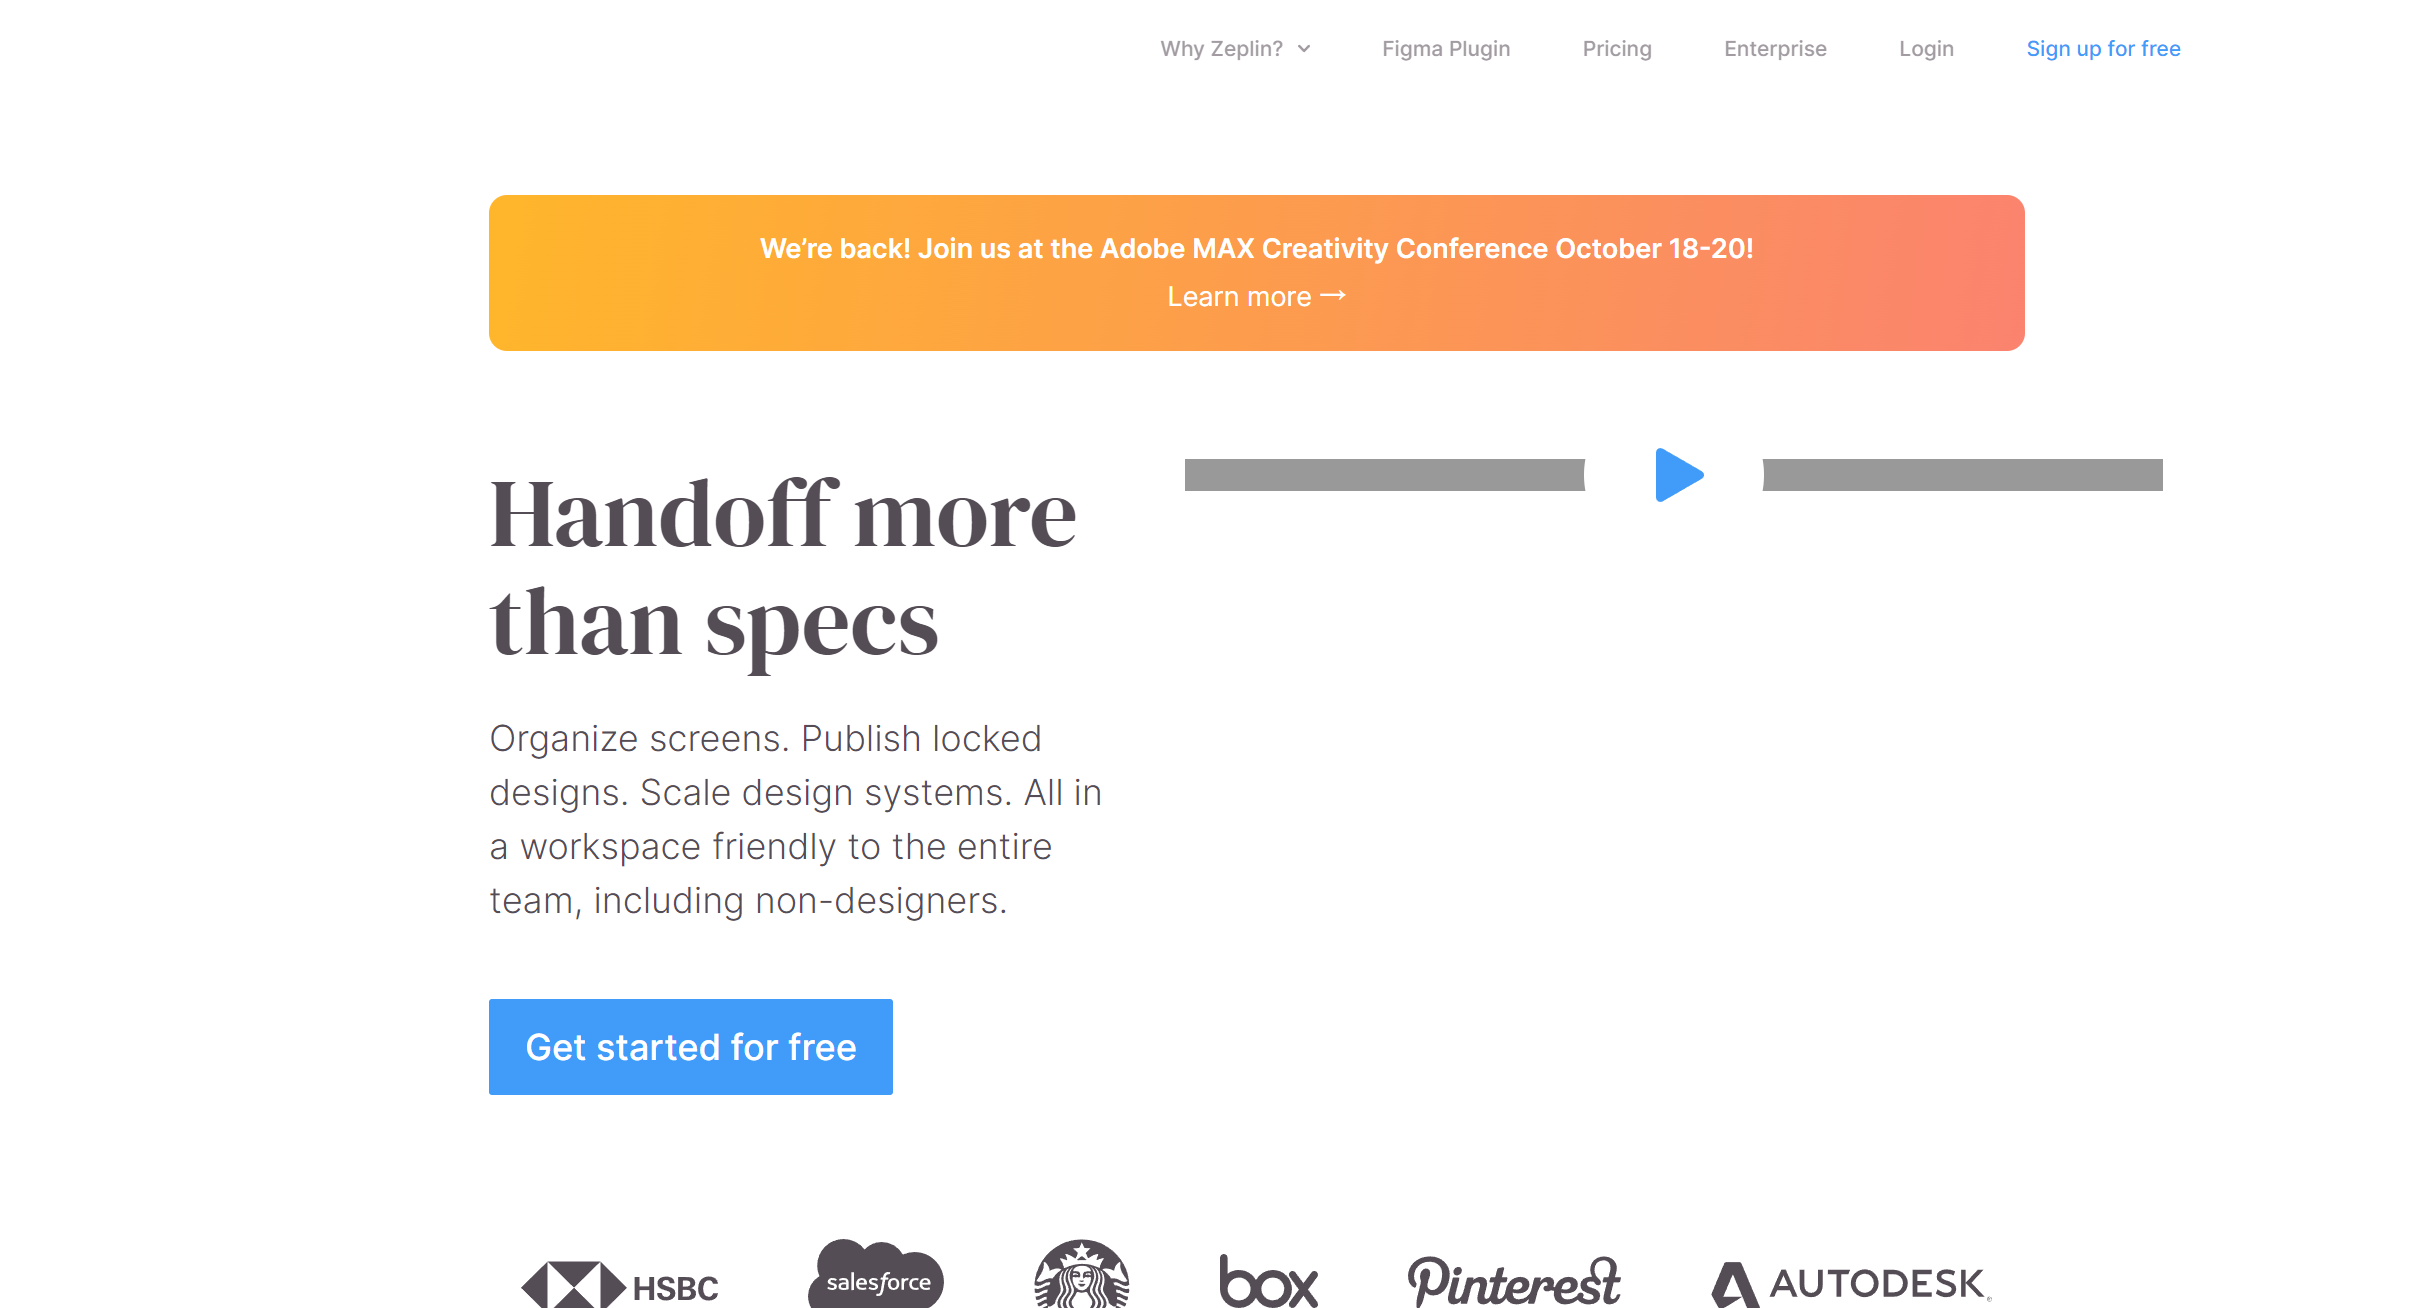 Why Zeplin? Figma Plugin Pricing Enterprise Login Sign up for free
We’re back! Join us at the Adobe MAX Creativity Conference October 18-20!
Learn more →
Handoff more
than specs
Organize screens. Publish locked
designs. Scale design systems. All in
a workspace friendly to the entire
team, including non-designers.
Get started for free
HSBC salesforce box Pinterest AUTODESK